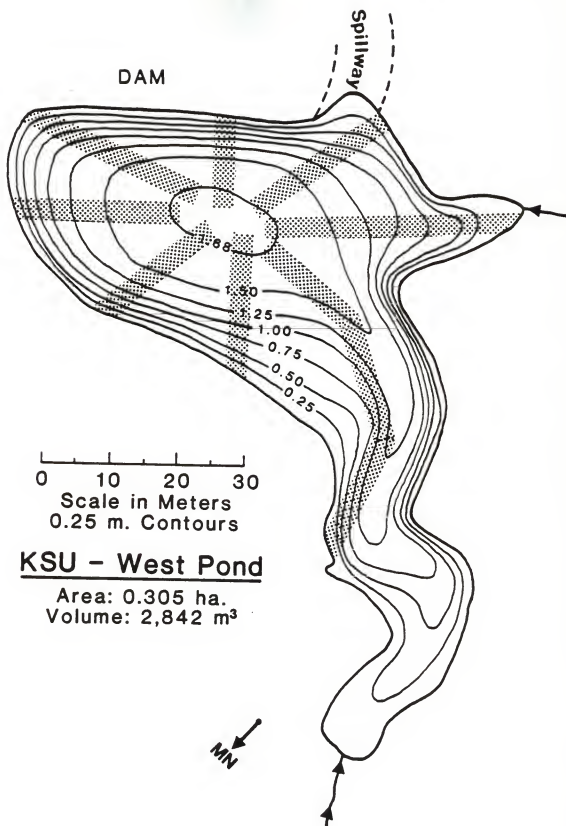 Spillway
DAM
1.68
1.50
1.25
1.00
0.75
0.50
0.25
0 10 20 30
Scale in Meters
0.25 m. Contours
KSU - West Pond
Area: 0.305 ha.
Volume: 2,842 m³
MN